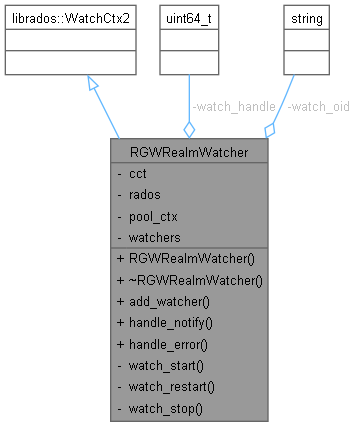 librados::WatchCtx2
uint64_t
string
-watch_handle
-watch_oid
RGWRealmWatcher
- cct
- rados
- pool_ctx
- watchers
+ RGWRealmWatcher()
+ ~RGWRealmWatcher()
+ add_watcher()
+ handle_notify()
+ handle_error()
- watch_start()
- watch_restart()
- watch_stop()